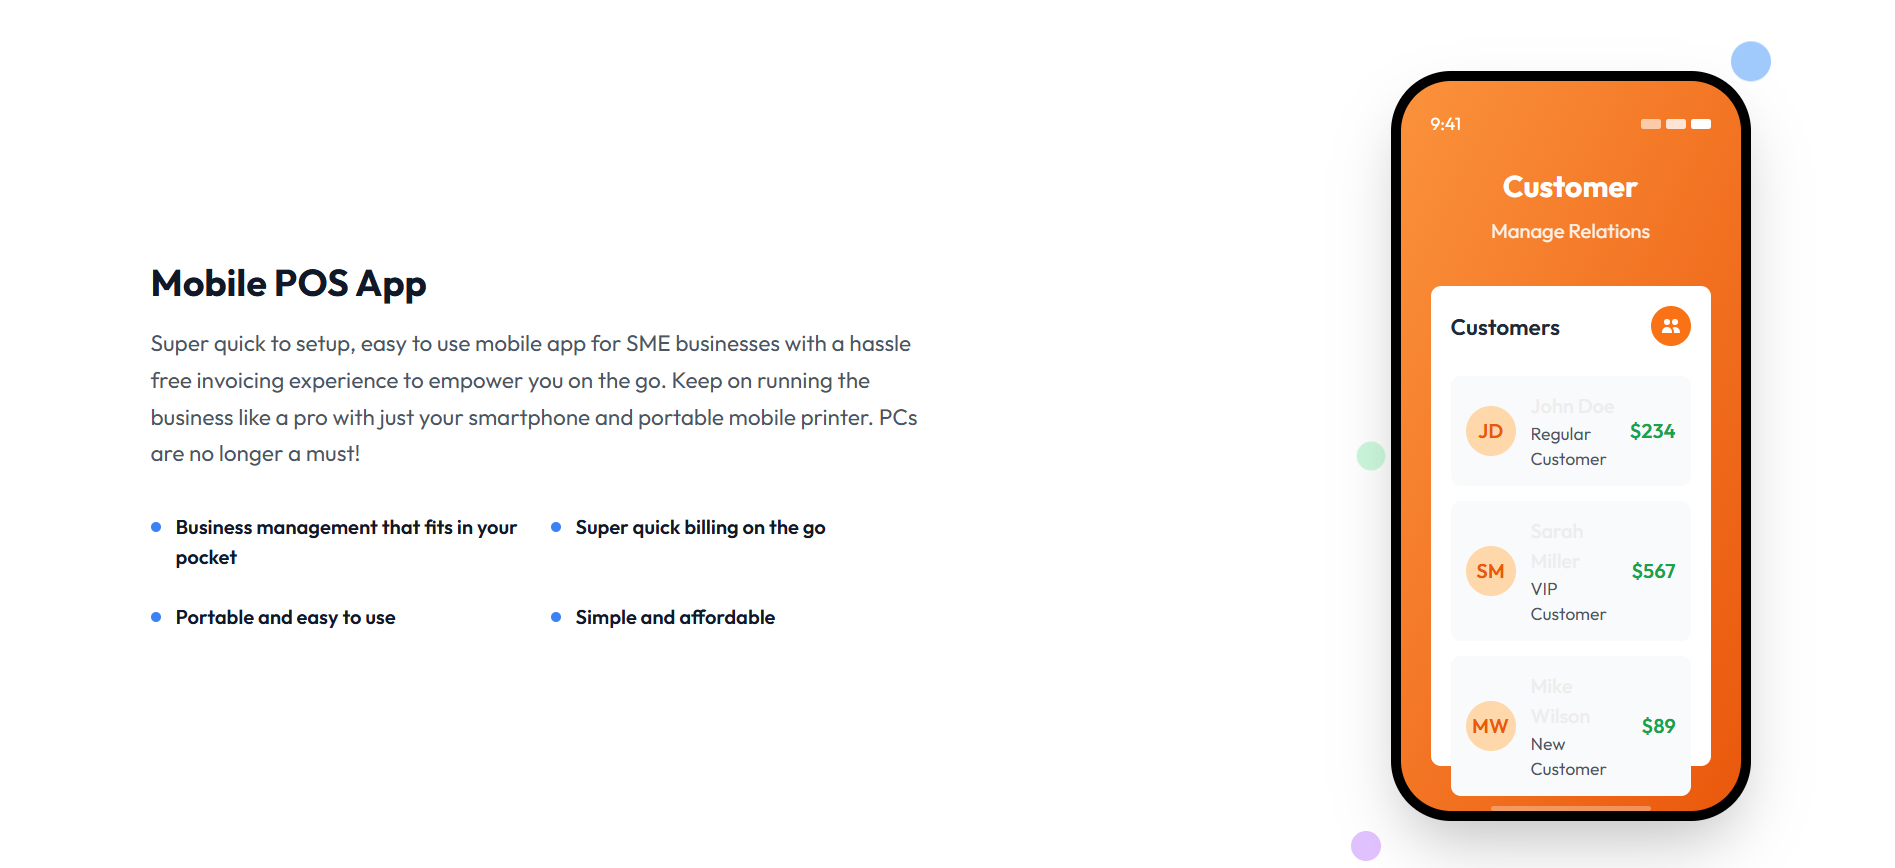 Mobile POS App
Super quick to setup, easy to use mobile app for SME businesses with a hassle
free invoicing experience to empower you on the go. Keep on running the
business like a pro with just your smartphone and portable mobile printer. PCs
are no longer a must!
Business management that fits in your
pocket
Super quick billing on the go
Portable and easy to use
Simple and affordable
9:41
Customer
Manage Relations
Customers
JD
John Doe
Regular
Customer
$234
SM
Sarah
Miller
VIP
Customer
$567
MW
Mike
Wilson
New
Customer
$89